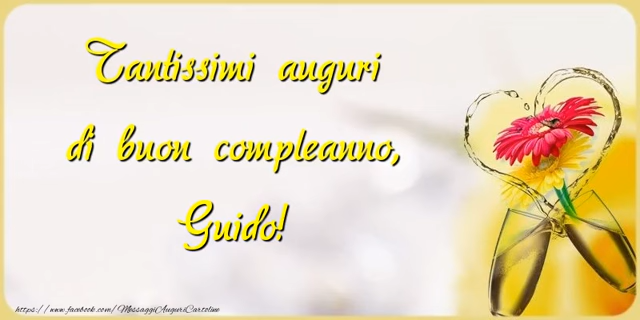 Tantissimi auguri
di buon compleanno,
Guido!
https://www.facebook.com/MessaggiAuguriCartoline